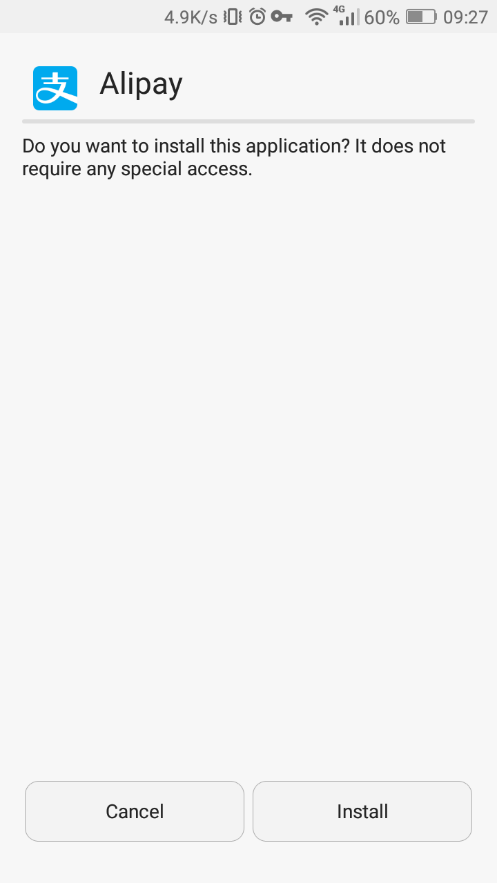 4.9K/s 4G 60% 09:27
支 Alipay
Do you want to install this application? It does not
require any special access.
Cancel Install